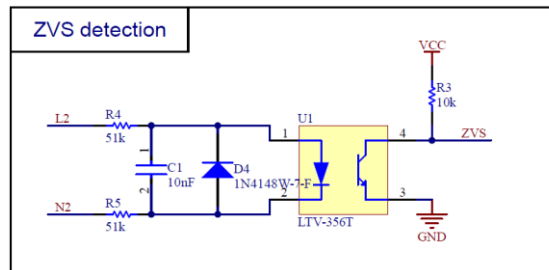 ZVS detection
VCC
R3
10k
L2
R4
51k
U1
1
4
ZVS
1
C1
10nF
2
D4
1N4148W-7-F
2
3
N2
R5
51k
LTV-356T
GND